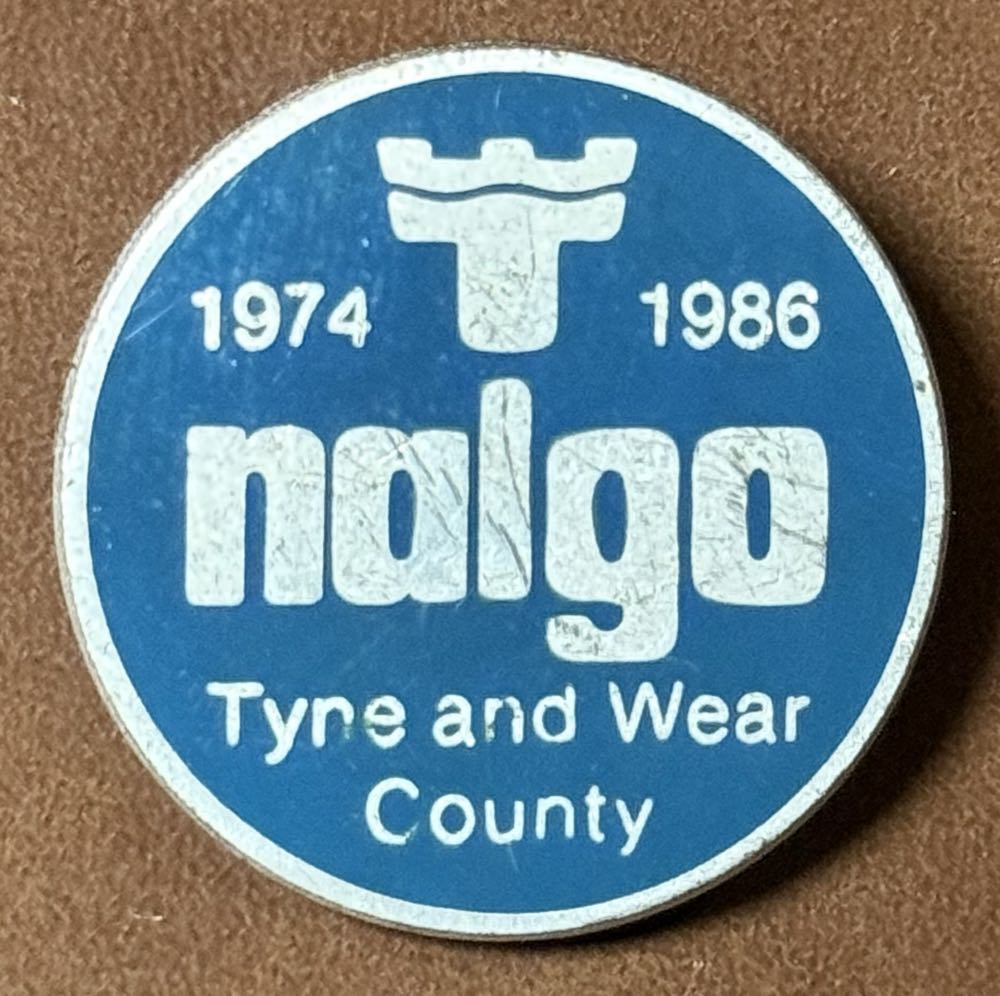 1974 1986
nalgo
Tyne and Wear
County